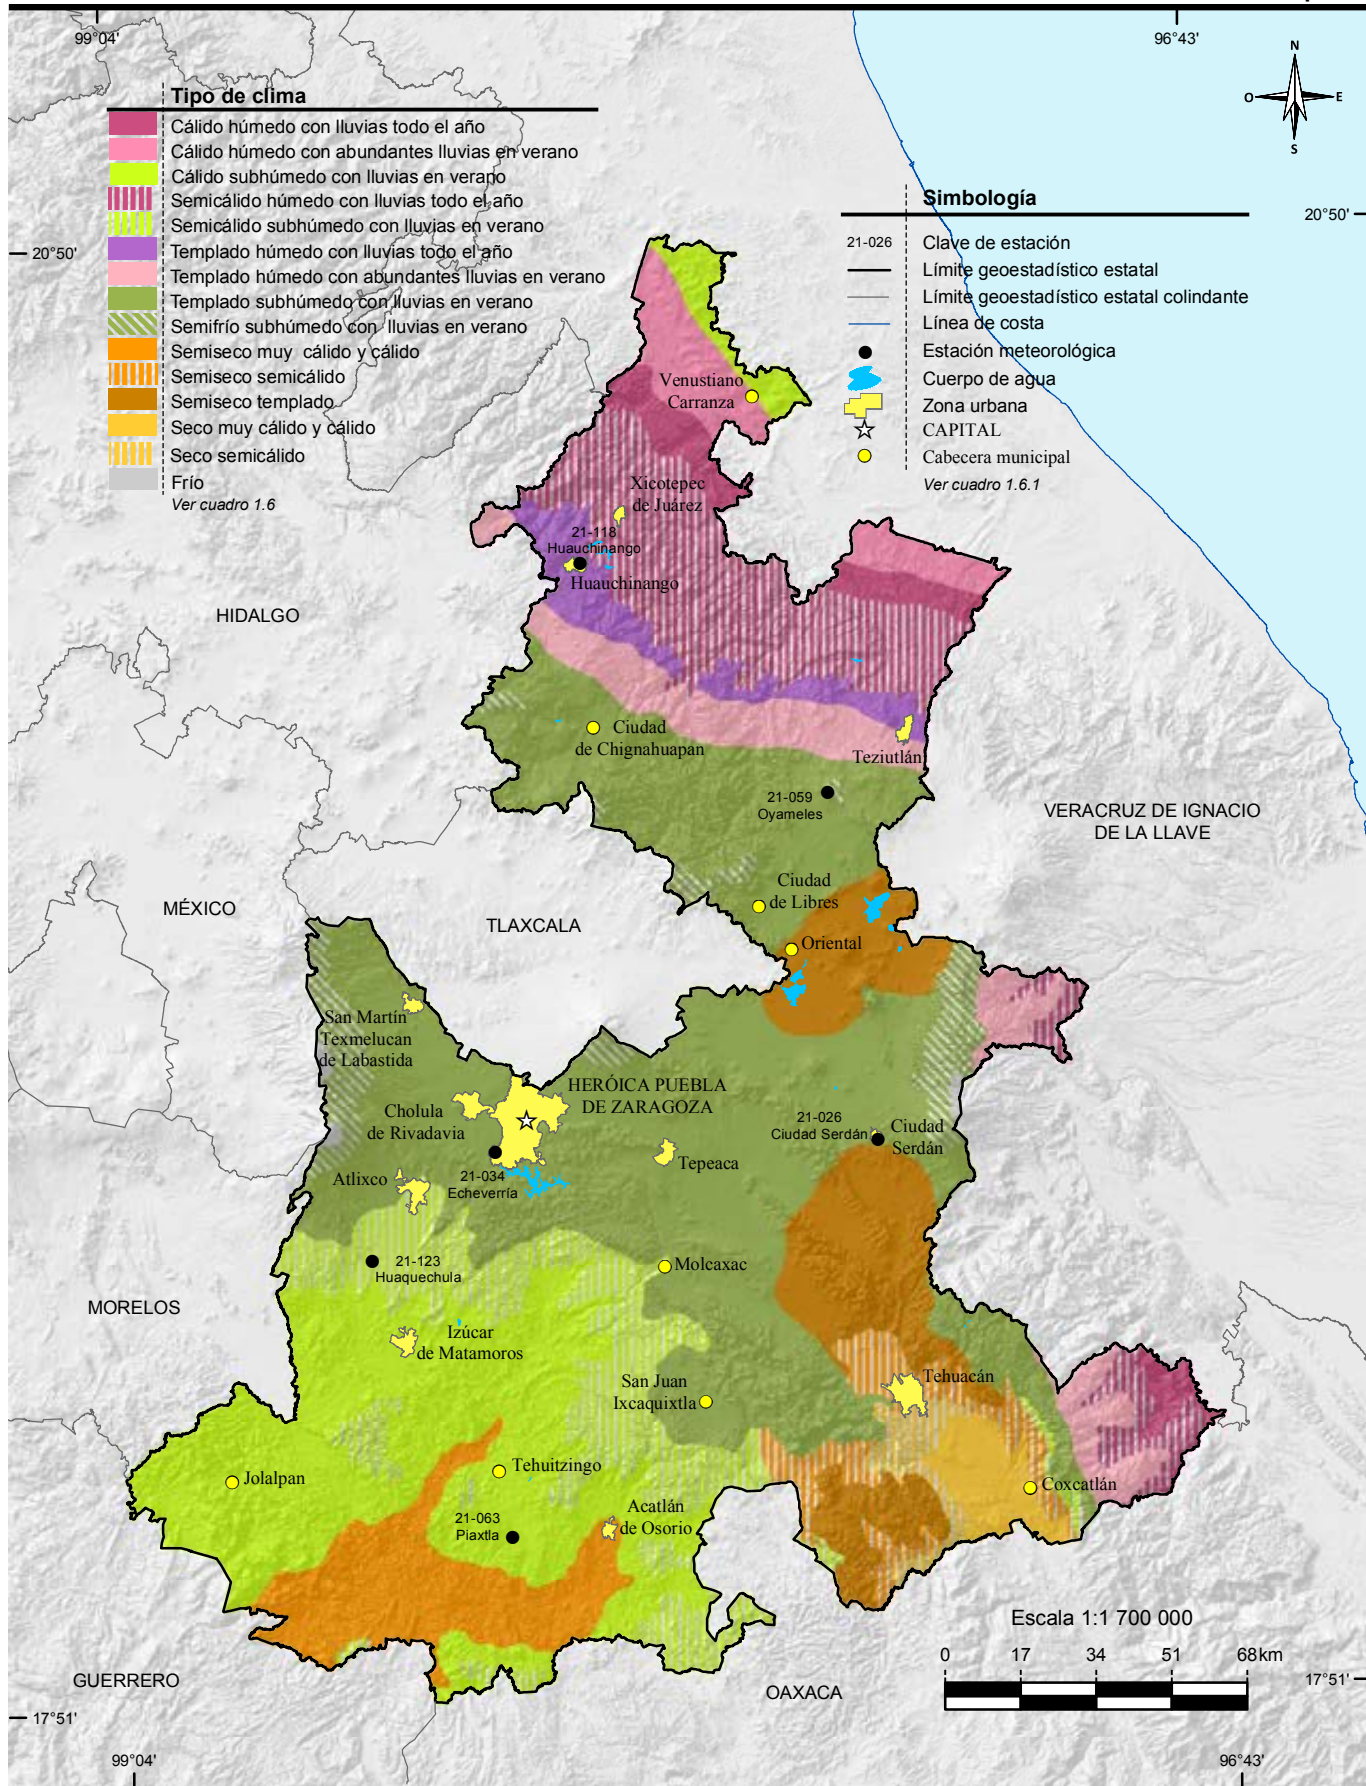 99°04'
96°43'
N
O
E
S
Tipo de clima
Cálido húmedo con lluvias todo el año
Cálido húmedo con abundantes lluvias en verano
Cálido subhúmedo con lluvias en verano
Semicálido húmedo con lluvias todo el año
Semicálido subhúmedo con lluvias en verano
Templado húmedo con lluvias todo el año
Templado húmedo con abundantes lluvias en verano
Templado subhúmedo con lluvias en verano
Semifrío subhúmedo con lluvias en verano
Semiseco muy cálido y cálido
Semiseco semicálido
Semiseco templado
Seco muy cálido y cálido
Seco semicálido
Frío
Ver cuadro 1.6
Simbología
21-026 Clave de estación
Límite geoestadístico estatal
Límite geoestadístico estatal colindante
Línea de costa
Estación meteorológica
Cuerpo de agua
Zona urbana
CAPITAL
Cabecera municipal
Ver cuadro 1.6.1
20°50'
20°50'
Venustiano
Carranza
Xicotepec
de Juárez
21-118
Huauchinango
Huauchinango
HIDALGO
Ciudad
de Chignahuapan
Teziutlán
21-059
Oyameles
VERACRUZ DE IGNACIO
DE LA LLAVE
MÉXICO
TLAXCALA
Ciudad
de Libres
Oriental
San Martín
Texmelucan
de Labastida
HERÓICA PUEBLA
DE ZARAGOZA
Cholula
de Rivadavia
21-026
Ciudad Serdán
Ciudad
Serdán
Tepeaca
Atlixco
21-034
Echeverría
21-123
Huaquechula
Molcaxac
MORELOS
Izúcar
de Matamoros
San Juan
Ixcaquixtla
Tehuacán
Jolalpan
Tehuitzingo
Coxcatlán
21-063
Piaxtla
Acatlán
de Osorio
Escala 1:1 700 000
0 17 34 51 68km
GUERRERO
OAXACA
17°51'
17°51'
99°04'
96°43'